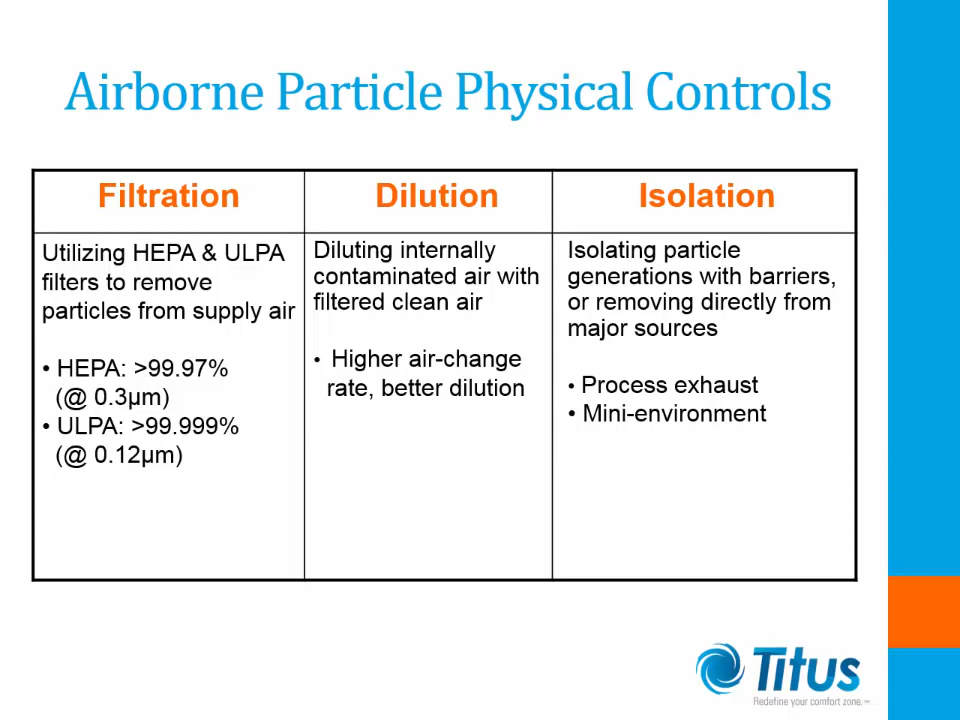 Airborne Particle Physical Controls
Filtration
Dilution
Isolation
Utilizing HEPA & ULPA
filters to remove
particles from supply air
• HEPA: >99.97%
(@ 0.3µm)
• ULPA: >99.999%
(@ 0.12µm)
Diluting internally
contaminated air with
filtered clean air
• Higher air-change
rate, better dilution
Isolating particle
generations with barriers,
or removing directly from
major sources
• Process exhaust
• Mini-environment
Titus
Redefine your comfort zone.™